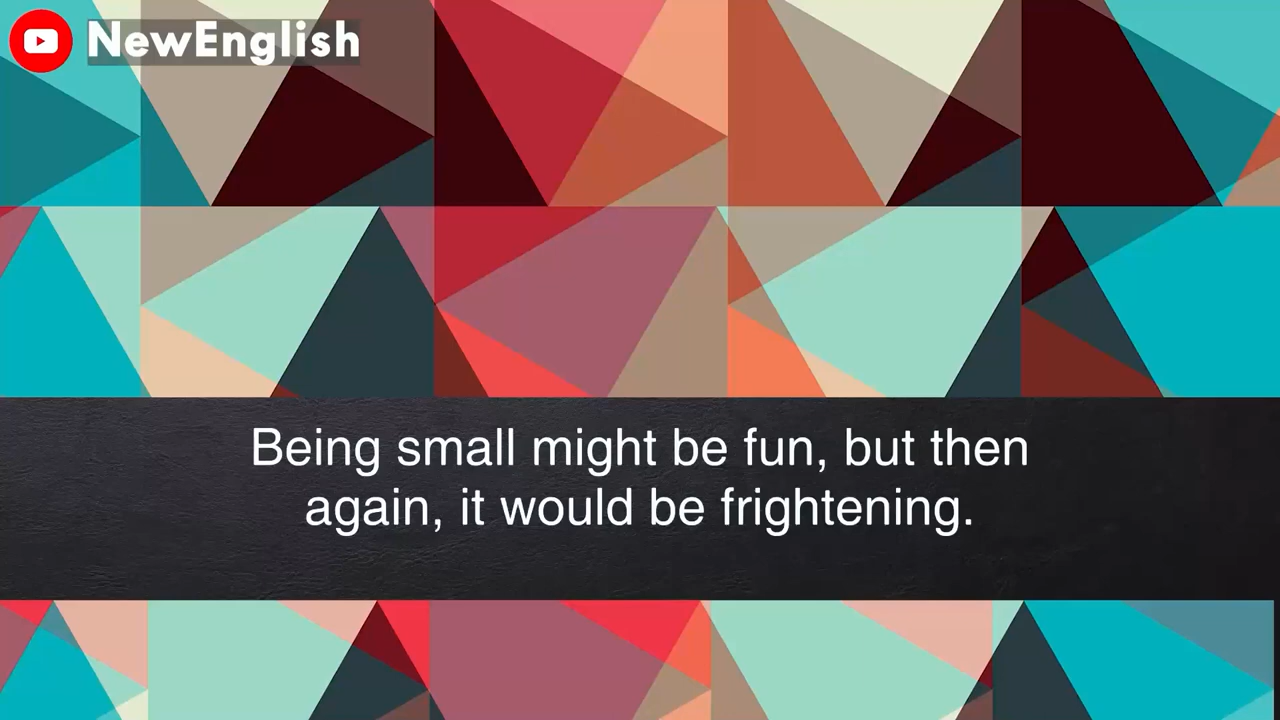 NewEnglish
Being small might be fun, but then
again, it would be frightening.